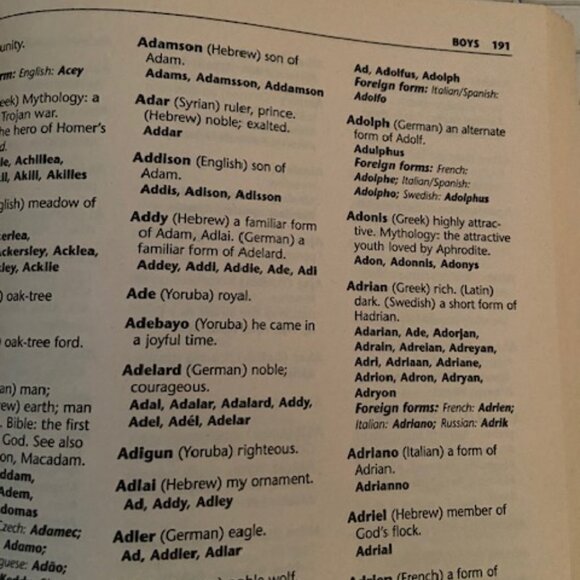 BOYS 191
unity.
rm: English: Acey
eek) Mythology: a
Trojan war.
he hero of Homer's
d.
le, Achillea,
il, Akill, Akilles
glish) meadow of
kerlea,
ckersley, Acklea,
kley, Acklie
) oak-tree
) oak-tree ford.
an) man;
ew) earth; man
. Bible: the first
God. See also
on, Macadam.
ddam,
Adem,
domas
Czech: Adamec;
Adamo;
guese: Adão;
Adamson (Hebrew) son of
Adam.
Adams, Adamsson, Addamson
Adar (Syrian) ruler, prince.
(Hebrew) noble; exalted.
Addar
Addison (English) son of
Adam.
Addis, Adison, Adisson
Addy (Hebrew) a familiar form
of Adam, Adlai. (German) a
familiar form of Adelard.
Addey, Addi, Addie, Ade, Adi
Ade (Yoruba) royal.
Adebayo (Yoruba) he came in
a joyful time.
Adelard (German) noble;
courageous.
Adal, Adalar, Adalard, Addy,
Adel, Adél, Adelar
Adigun (Yoruba) righteous.
Adlai (Hebrew) my ornament.
Ad, Addy, Adley
Adler (German) eagle.
Ad, Addler, Adlar
noble wolf
Ad, Adolfus, Adolph
Foreign form: Italian/Spanish:
Adolfo
Adolph (German) an alternate
form of Adolf.
Adulphus
Foreign forms: French:
Adolphe; Italian/Spanish:
Adolpho; Swedish: Adolphus
Adonis (Greek) highly attrac-
tive. Mythology: the attractive
youth loved by Aphrodite.
Adon, Adonnis, Adonys
Adrian (Greek) rich. (Latin)
dark. (Swedish) a short form of
Hadrian.
Adarian, Ade, Adorjan,
Adrain, Adreian, Adreyan,
Adri, Adriaan, Adriane,
Adrion, Adron, Adryan,
Adryon
Foreign forms: French: Adrien;
Italian: Adriano; Russian: Adrik
Adriano (Italian) a form of
Adrian.
Adrianno
Adriel (Hebrew) member of
God's flock.
Adrial
(French) a form of